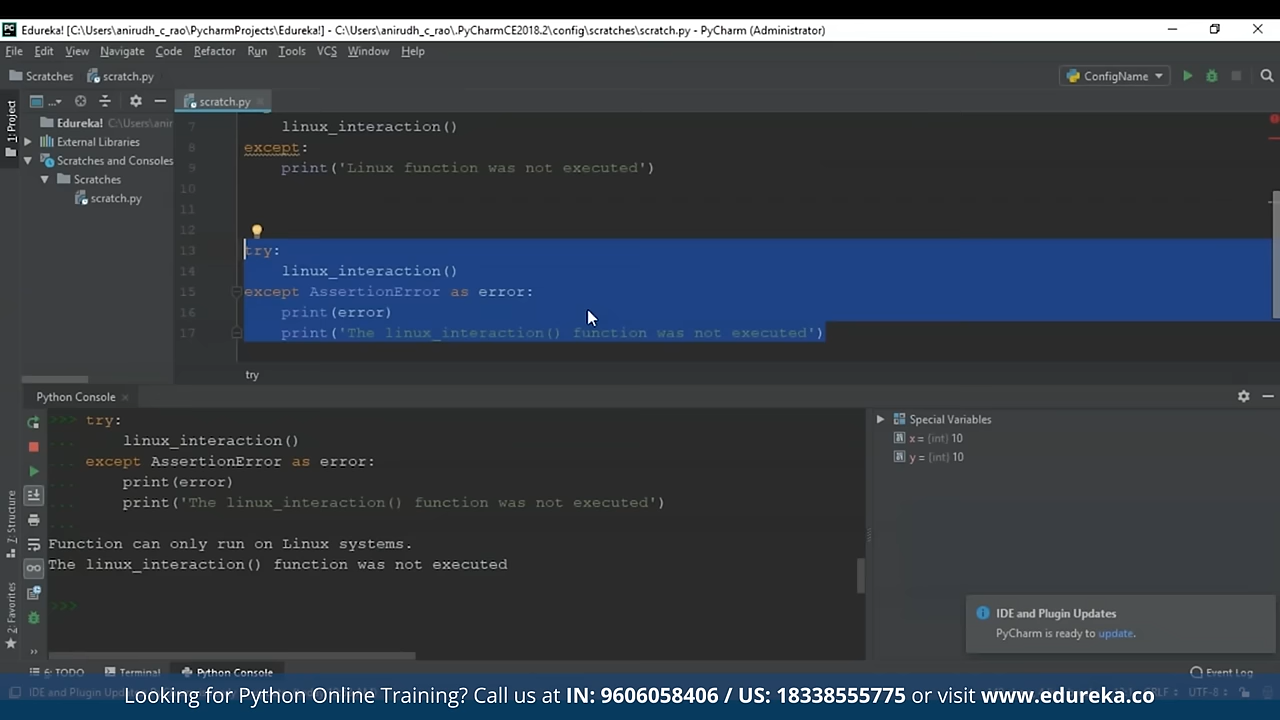 Edureka! [C:\Users\anirudh_c_rao\PycharmProjects\Edureka!] - C:\Users\anirudh_c_rao\.PyCharmCE2018.2\config\scratches\scratch.py - PyCharm (Administrator)
File Edit View Navigate Code Refactor Run Tools VCS Window Help
Scratches scratch.py ConfigName
1: Project ... scratch.py
Edureka! C:\Users\anir
External Libraries
Scratches and Consoles
Scratches
scratch.py
7 linux_interaction()
8 except:
9 print('Linux function was not executed')
10
11
12
13 try:
14 linux_interaction()
15 except AssertionError as error:
16 print(error)
17 print('The linux_interaction() function was not executed')
try
Python Console
>>> try:
... linux_interaction()
... except AssertionError as error:
... print(error)
... print('The linux_interaction() function was not executed')
...
Function can only run on Linux systems.
The linux_interaction() function was not executed
>>>
Special Variables
x = {int} 10
y = {int} 10
7: Structure
2: Favorites
IDE and Plugin Updates
PyCharm is ready to update.
6: TODO Terminal Python Console Event Log
IDE and Plugin Upda UTF-8
Looking for Python Online Training? Call us at IN: 9606058406 / US: 18338555775 or visit www.edureka.co